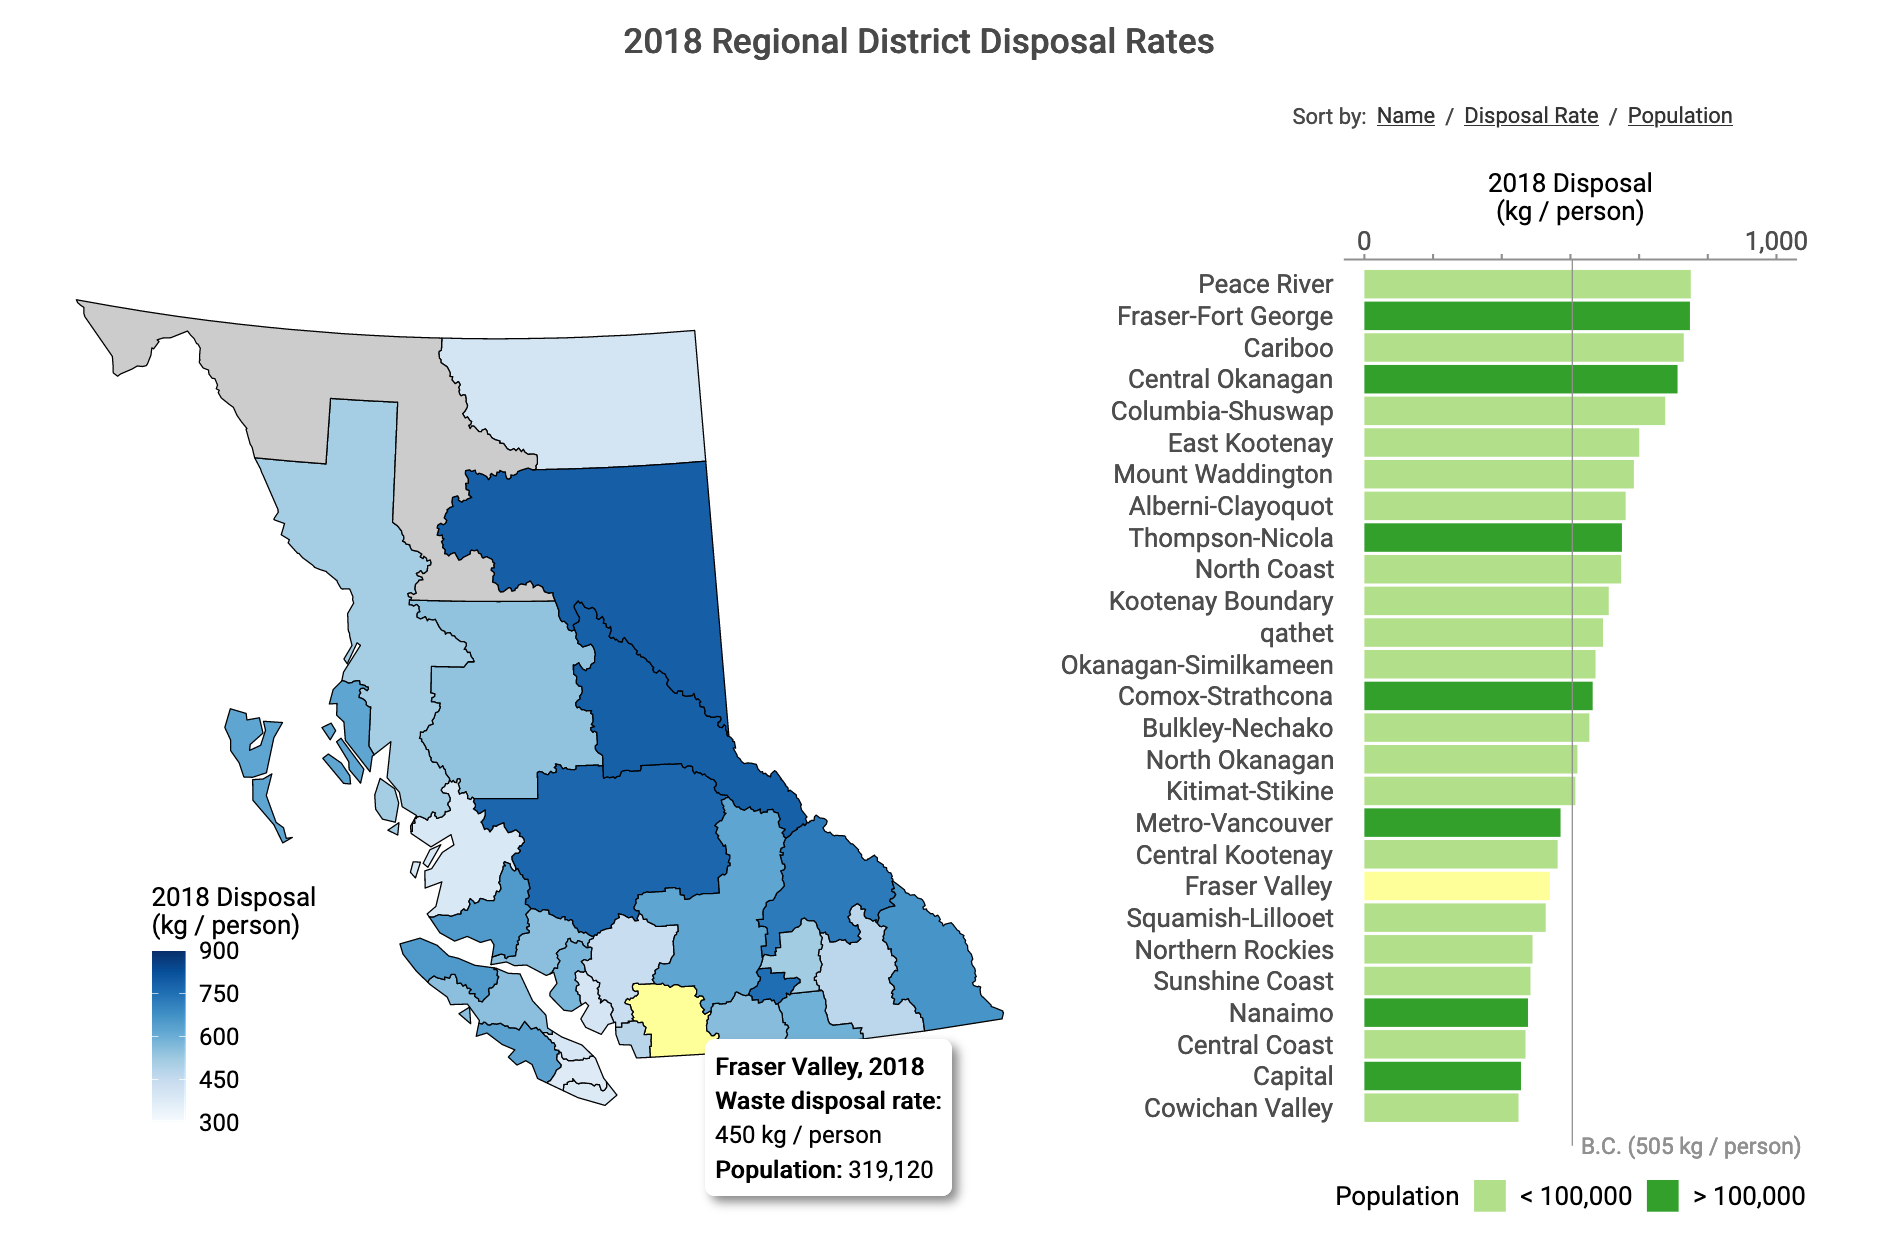 2018 Regional District Disposal Rates
Sort by: Name / Disposal Rate / Population
2018 Disposal
(kg / person)
0 1,000
Peace River
Fraser-Fort George
Cariboo
Central Okanagan
Columbia-Shuswap
East Kootenay
Mount Waddington
Alberni-Clayoquot
Thompson-Nicola
North Coast
Kootenay Boundary
qathet
Okanagan-Similkameen
Comox-Strathcona
Bulkley-Nechako
North Okanagan
Kitimat-Stikine
Metro-Vancouver
Central Kootenay
Fraser Valley
Squamish-Lillooet
Northern Rockies
Sunshine Coast
Nanaimo
Central Coast
Capital
Cowichan Valley
B.C. (505 kg / person)
Population < 100,000 > 100,000
2018 Disposal
(kg / person)
900
750
600
450
300
Fraser Valley, 2018
Waste disposal rate:
450 kg / person
Population: 319,120